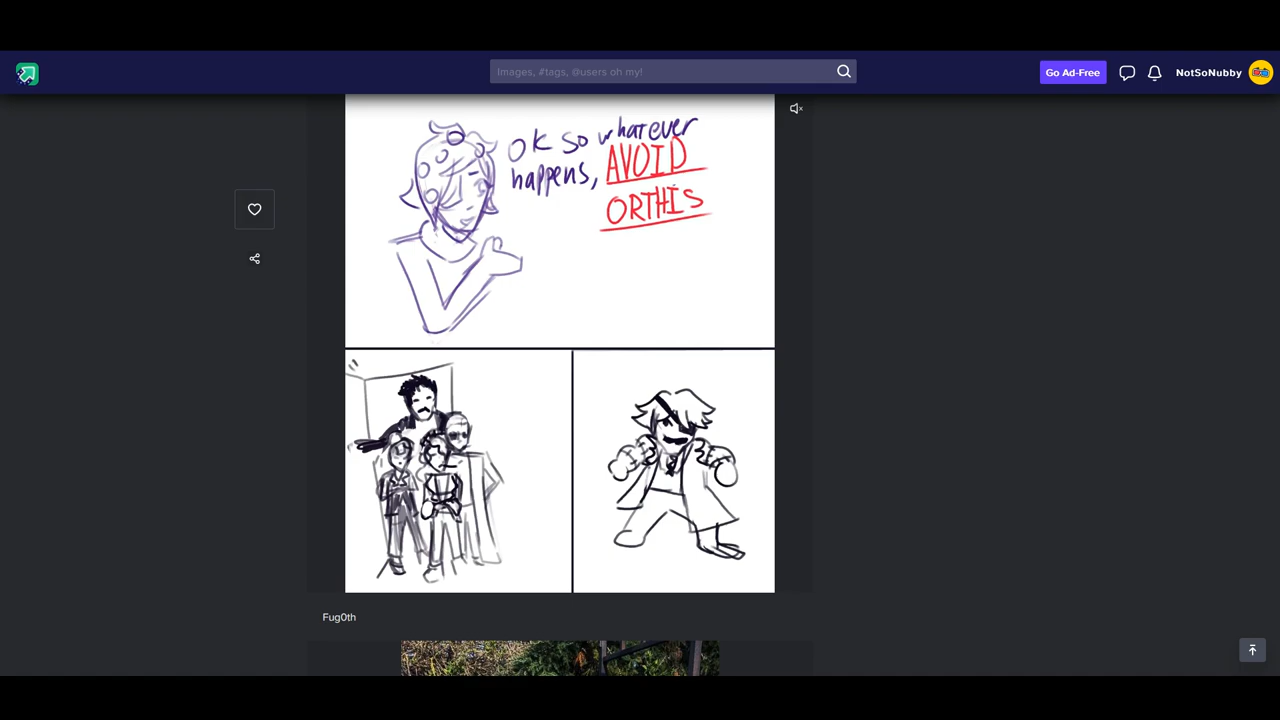 Images, #tags, @users oh my!
Go Ad-Free
NotSoNubby
OK so whatever
happens, AVOID
ORTHIS
Fug0th